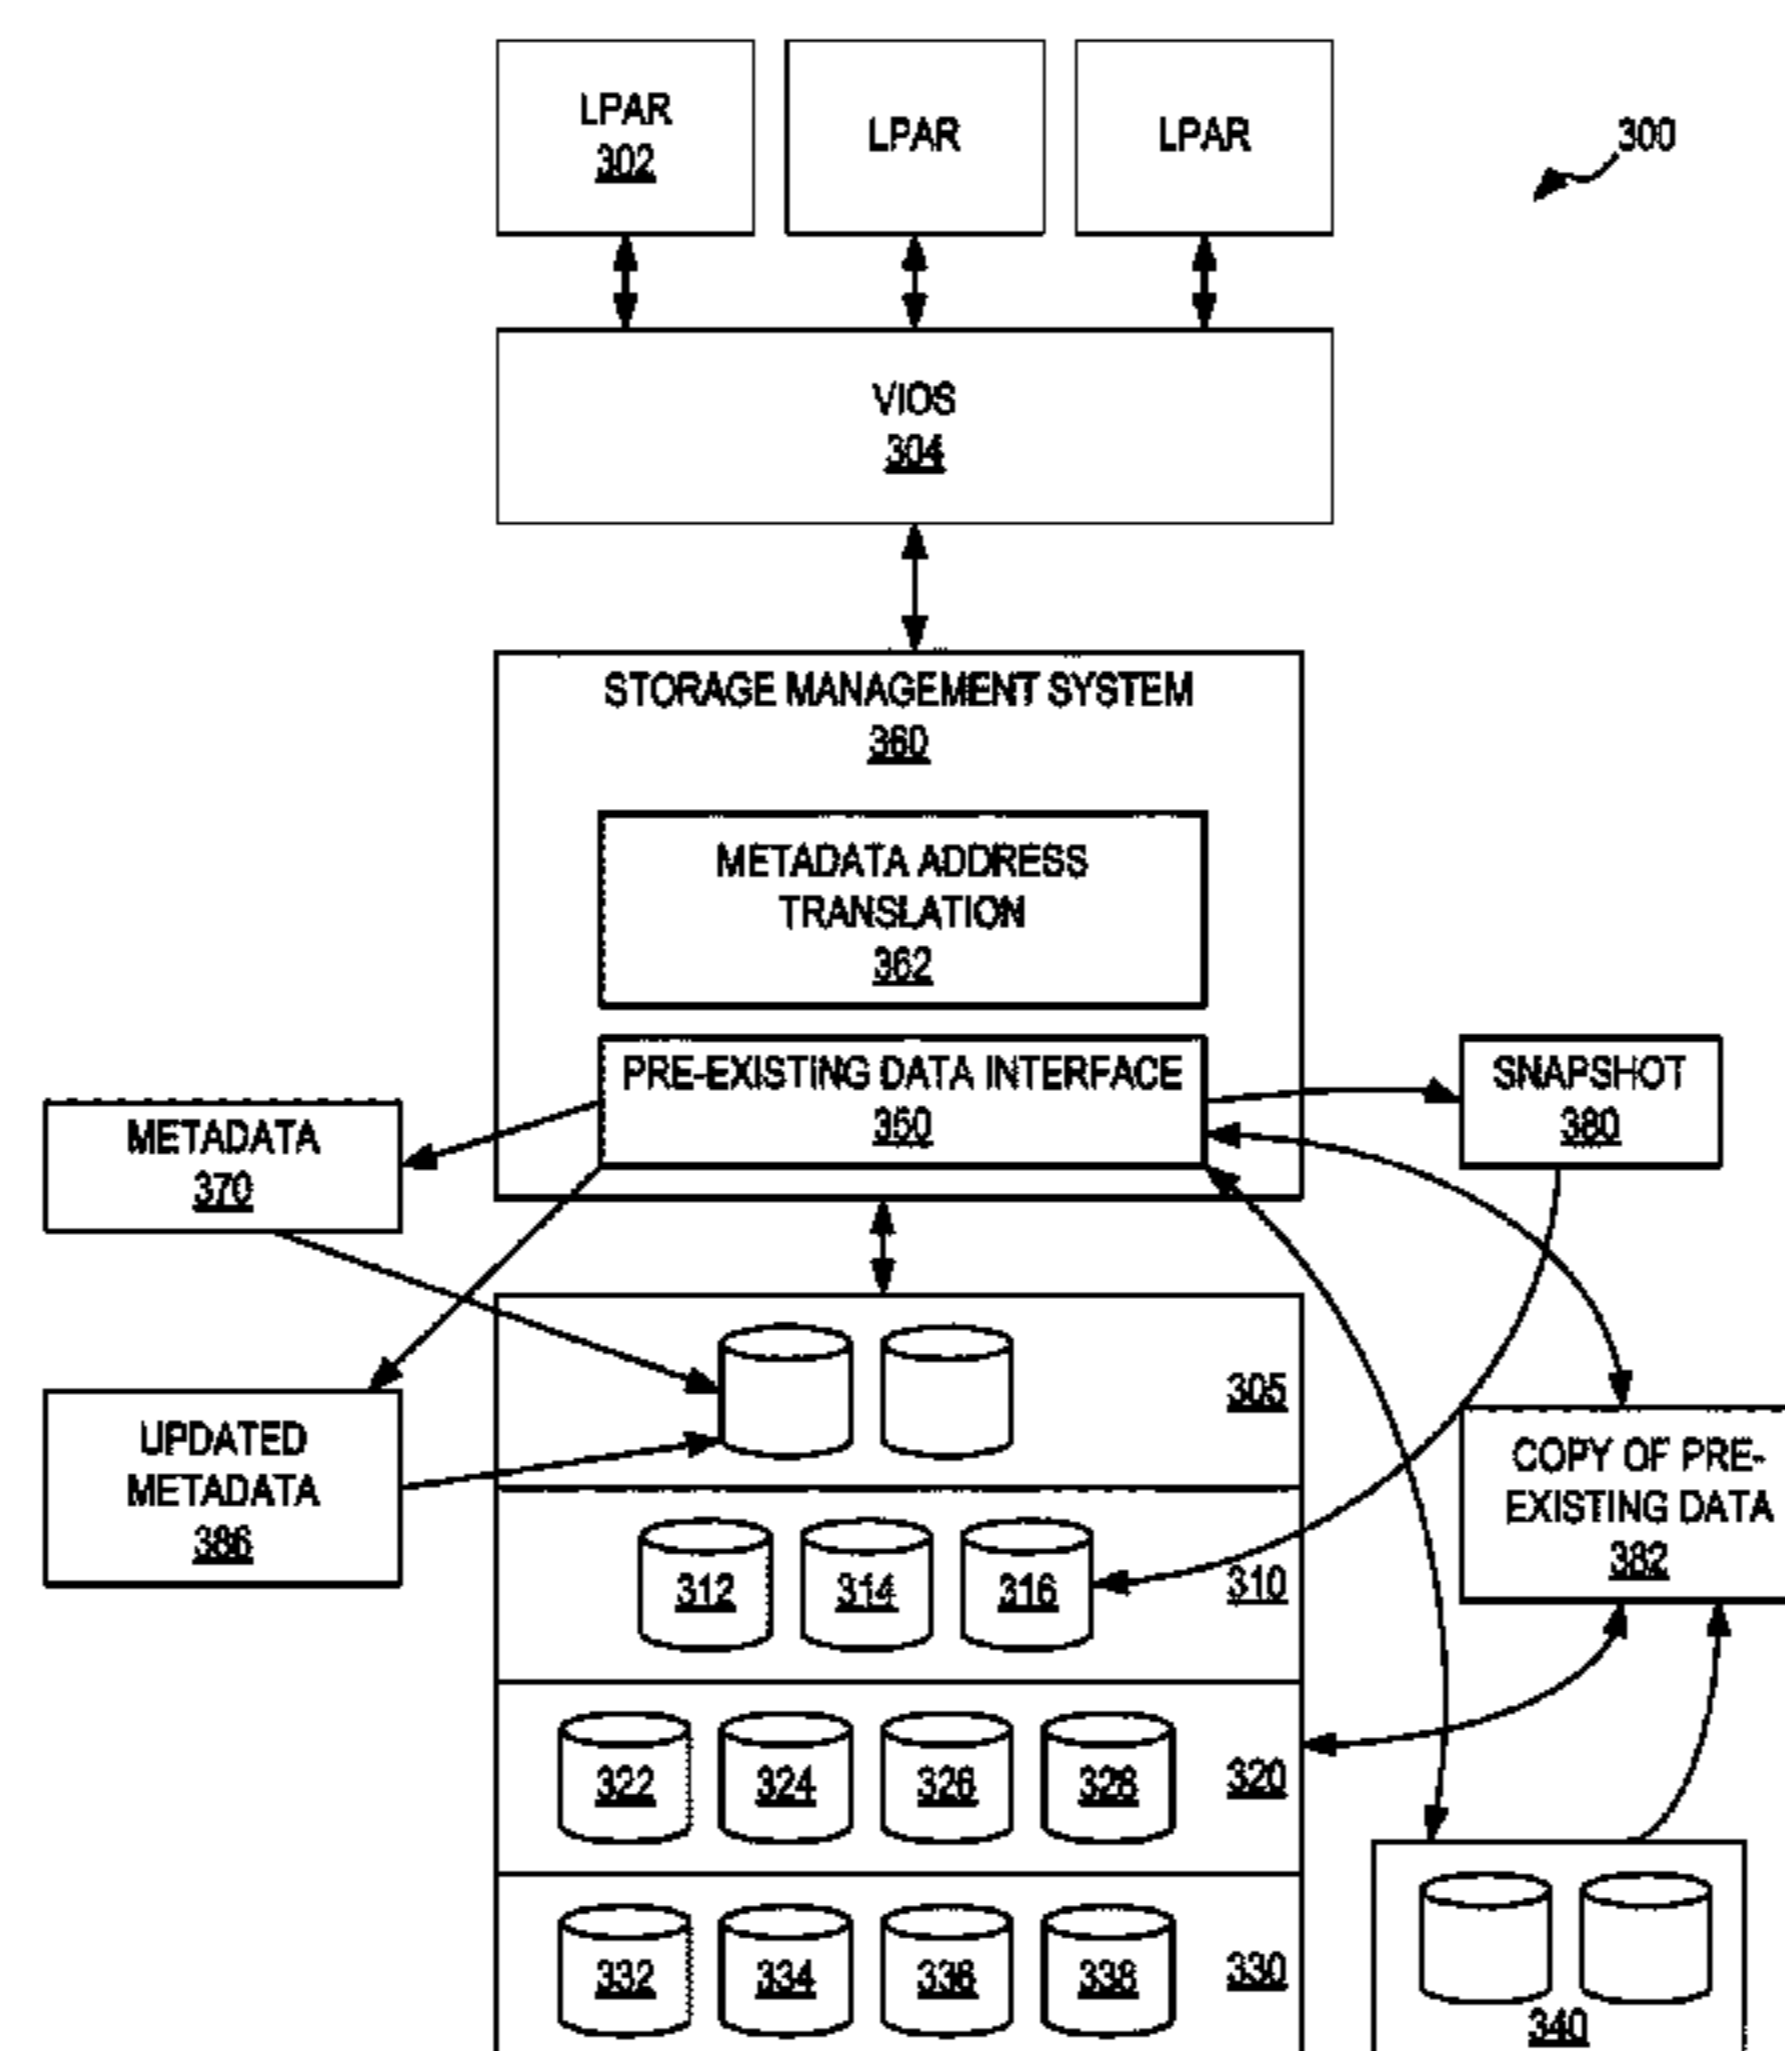 LPAR
302
LPAR
LPAR
300
VIOS
304
STORAGE MANAGEMENT SYSTEM
360
METADATA ADDRESS
TRANSLATION
362
PRE-EXISTING DATA INTERFACE
350
SNAPSHOT
380
METADATA
370
305
UPDATED
METADATA
386
COPY OF PRE-
EXISTING DATA
382
312
314
316
310
322
324
326
328
320
332
334
336
338
330
340